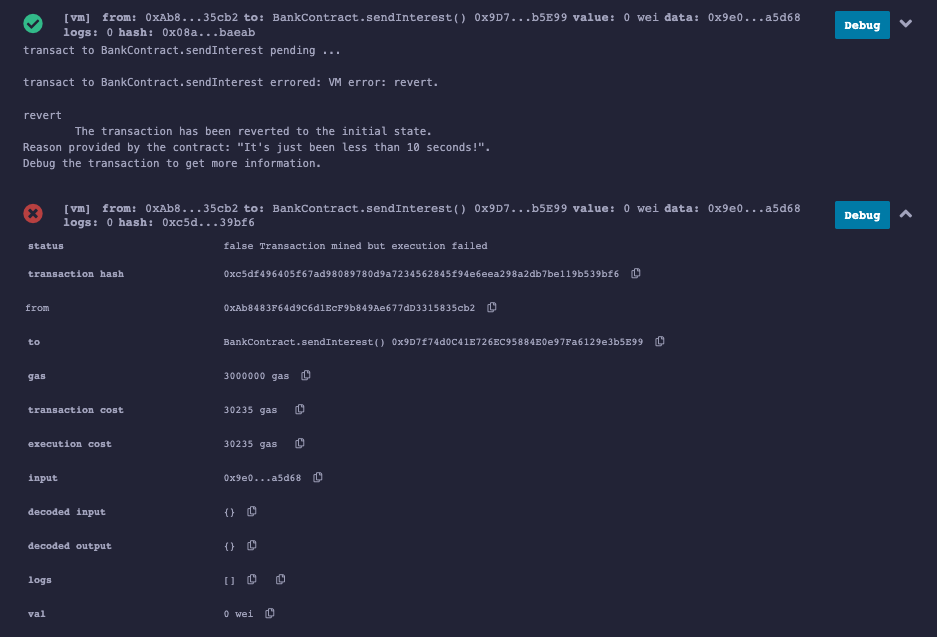 [vm] from: 0xAb8...35cb2 to: BankContract.sendInterest() 0x9D7...b5E99 value: 0 wei data: 0x9e0...a5d68
logs: 0 hash: 0x08a...baeab
Debug
transact to BankContract.sendInterest pending ...
transact to BankContract.sendInterest errored: VM error: revert.
revert
The transaction has been reverted to the initial state.
Reason provided by the contract: "It's just been less than 10 seconds!".
Debug the transaction to get more information.
[vm] from: 0xAb8...35cb2 to: BankContract.sendInterest() 0x9D7...b5E99 value: 0 wei data: 0x9e0...a5d68
logs: 0 hash: 0xc5d...39bf6
Debug
status false Transaction mined but execution failed
transaction hash 0xc5df496405f67ad98089780d9a7234562845f94e6eea298a2db7be119b539bf6
from 0xAb8483F64d9C6d1EcF9b849Ae677dD3315835cb2
to BankContract.sendInterest() 0x9D7f74d0C41E726EC95884E0e97Fa6129e3b5E99
gas 3000000 gas
transaction cost 30235 gas
execution cost 30235 gas
input 0x9e0...a5d68
decoded input {}
decoded output {}
logs []
val 0 wei